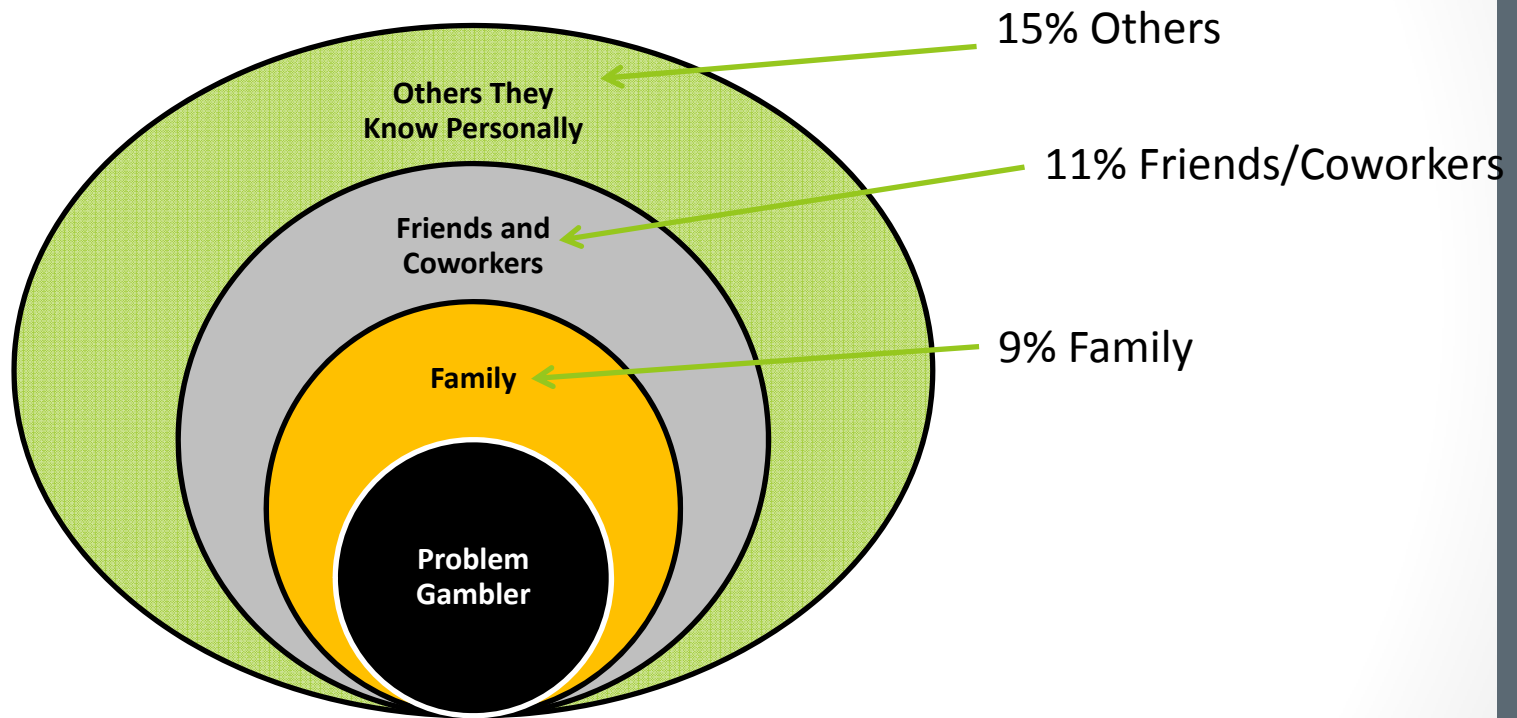 15% Others
Others They
Know Personally
11% Friends/Coworkers
Friends and
Coworkers
9% Family
Family
Problem
Gambler